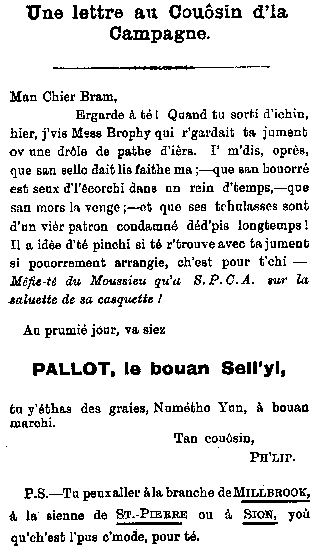 Une lettre au Couôsin d'la
Campagne.
Man Chier Bram,
Ergarde à té! Quand tu sorti d'ichin,
hier, j'vis Mess Brophy qui r'gardait ta jument
ov une drôle de pathe d'ièrs. I' m'dis, oprès,
que san selle dait lis faithe ma;—que san houorré
est seux d'l'écorchi dans un rein d'temps,—que
san mors la venge;—et que ses tchulasses sont
d'un viér patron condamné déd'pis longtemps!
Il a idée d'té pinchi si té r'trouve avec ta jument
si pouorrement arrangie, ch'est pour t'chi —
Méfie-té du Moussieu qu'a S.P.C.A. sur la
saluette de sa casquette!
Au prumié jour, va siez
PALLOT, le bouan Sell'yi,
tu y'éthas des graies, Numétho Yun, à bouan
marchi.
Tan couôsin,
PH'LIP.
P.S.—Tu peux aller à la branche de MILLBROOK,
à la sienne de ST.-PIERRE ou à SION, yoù
qu'ch'est l'pus c'mode, pour té.